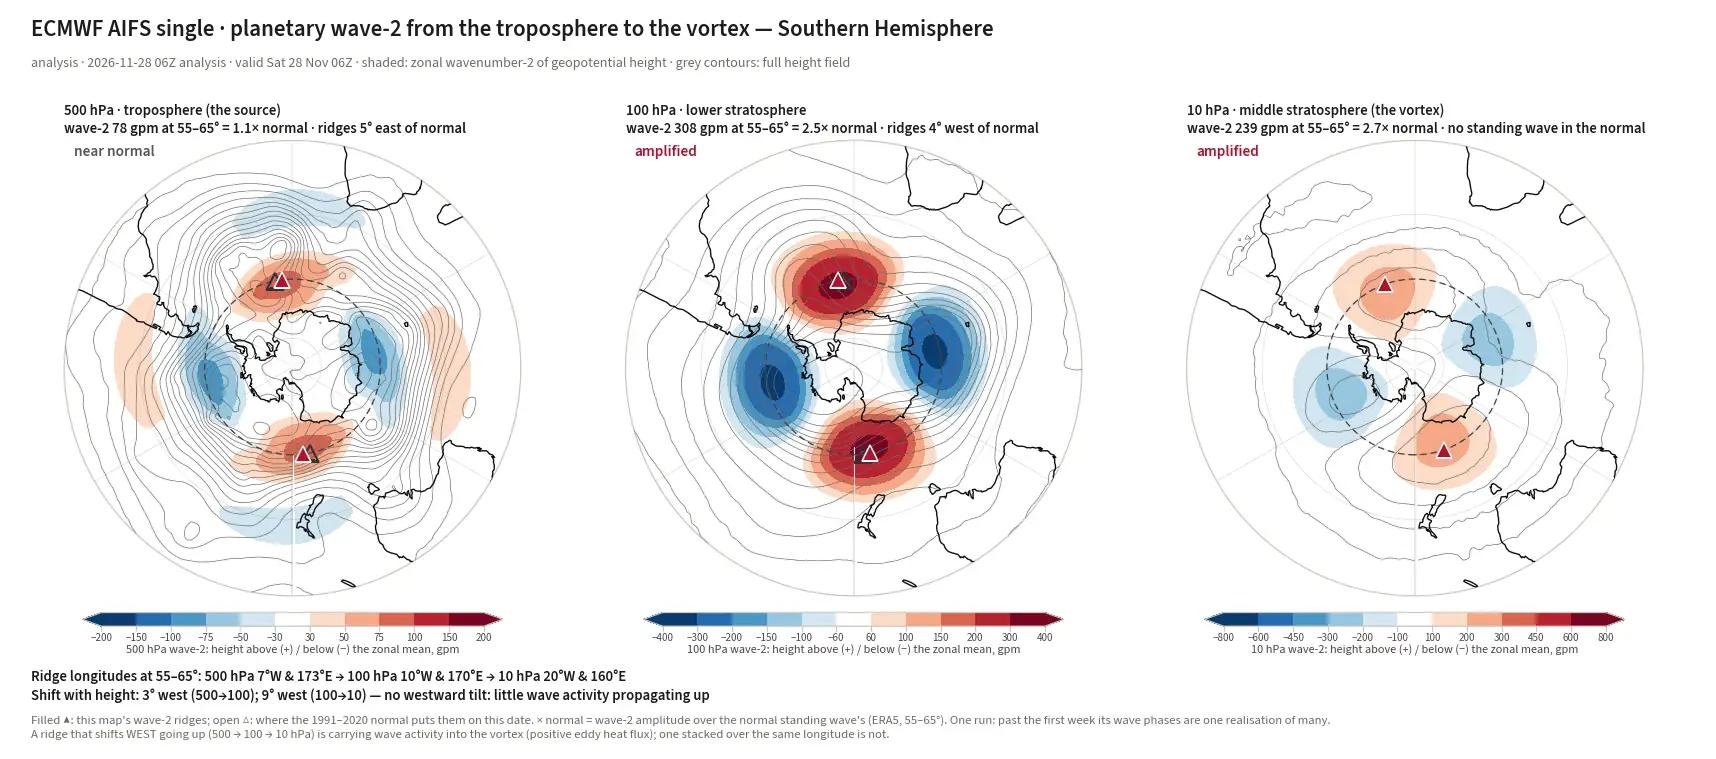 ECMWF AIFS single · planetary wave-2 from the troposphere to the vortex — Southern Hemisphere
analysis · 2026-11-28 06Z analysis · valid Sat 28 Nov 06Z · shaded: zonal wavenumber-2 of geopotential height · grey contours: full height field
500 hPa · troposphere (the source)
wave-2 78 gpm at 55–65° = 1.1× normal · ridges 5° east of normal
near normal
100 hPa · lower stratosphere
wave-2 308 gpm at 55–65° = 2.5× normal · ridges 4° west of normal
amplified
10 hPa · middle stratosphere (the vortex)
wave-2 239 gpm at 55–65° = 2.7× normal · no standing wave in the normal
amplified
−200 −150 −100 −75 −50 −30 30 50 75 100 150 200
500 hPa wave-2: height above (+) / below (−) the zonal mean, gpm
−400 −300 −200 −150 −100 −60 60 100 150 200 300 400
100 hPa wave-2: height above (+) / below (−) the zonal mean, gpm
−800 −600 −450 −300 −200 −100 100 200 300 450 600 800
10 hPa wave-2: height above (+) / below (−) the zonal mean, gpm
Ridge longitudes at 55–65°: 500 hPa 7°W & 173°E → 100 hPa 10°W & 170°E → 10 hPa 20°W & 160°E
Shift with height: 3° west (500→100); 9° west (100→10) — no westward tilt: little wave activity propagating up
Filled ▲: this map's wave-2 ridges; open △: where the 1991–2020 normal puts them on this date. × normal = wave-2 amplitude over the normal standing wave's (ERA5, 55–65°). One run: past the first week its wave phases are one realisation of many.
A ridge that shifts WEST going up (500 → 100 → 10 hPa) is carrying wave activity into the vortex (positive eddy heat flux); one stacked over the same longitude is not.